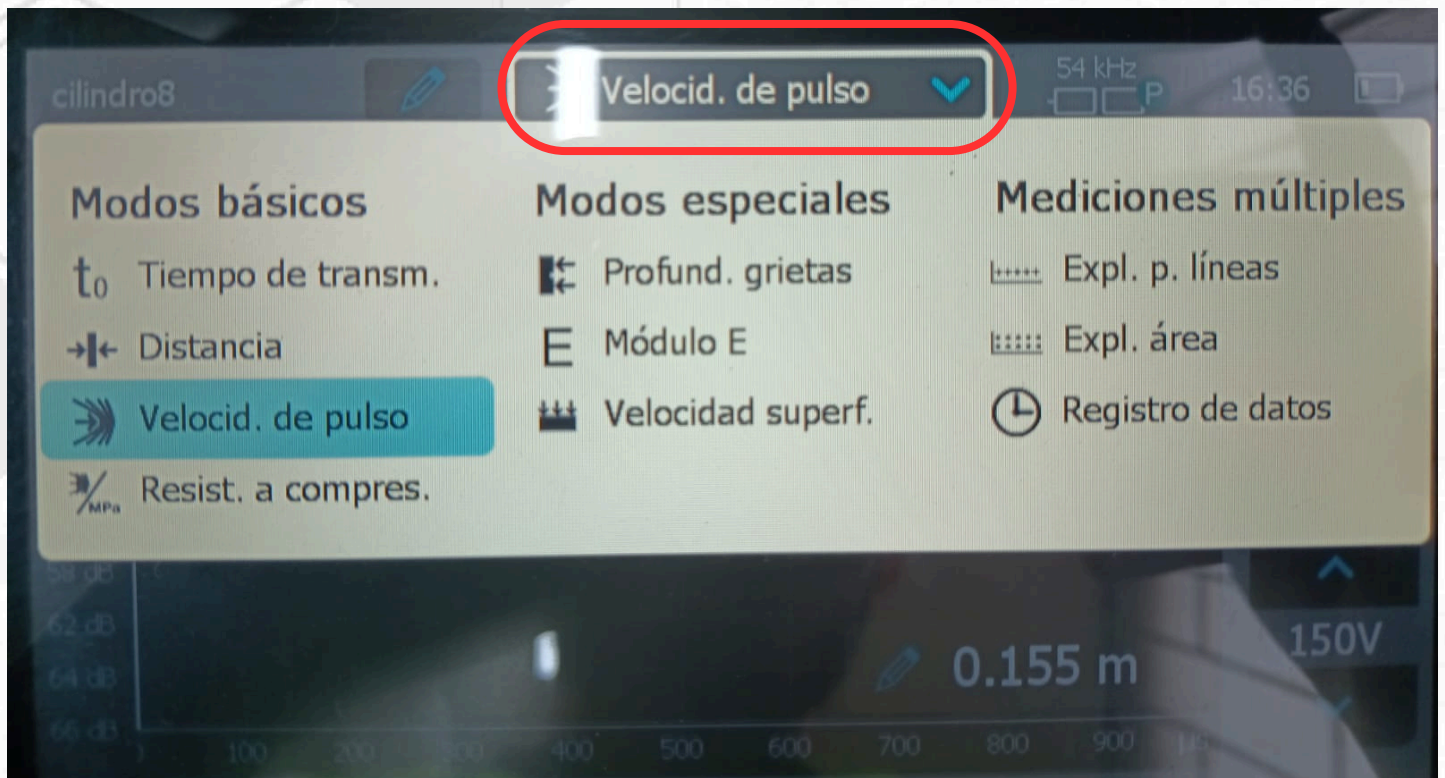 cilindro8
Velocid. de pulso
54 kHz
P
16:36
Modos básicos
t0 Tiempo de transm.
Distancia
Velocid. de pulso
MPa Resist. a compres.
Modos especiales
Profund. grietas
E Módulo E
Velocidad superf.
Mediciones múltiples
Expl. p. líneas
Expl. área
Registro de datos
58 dB
62 dB
64 dB
66 dB
0.155 m
150V
100 200 300 400 500 600 700 800 900 µs